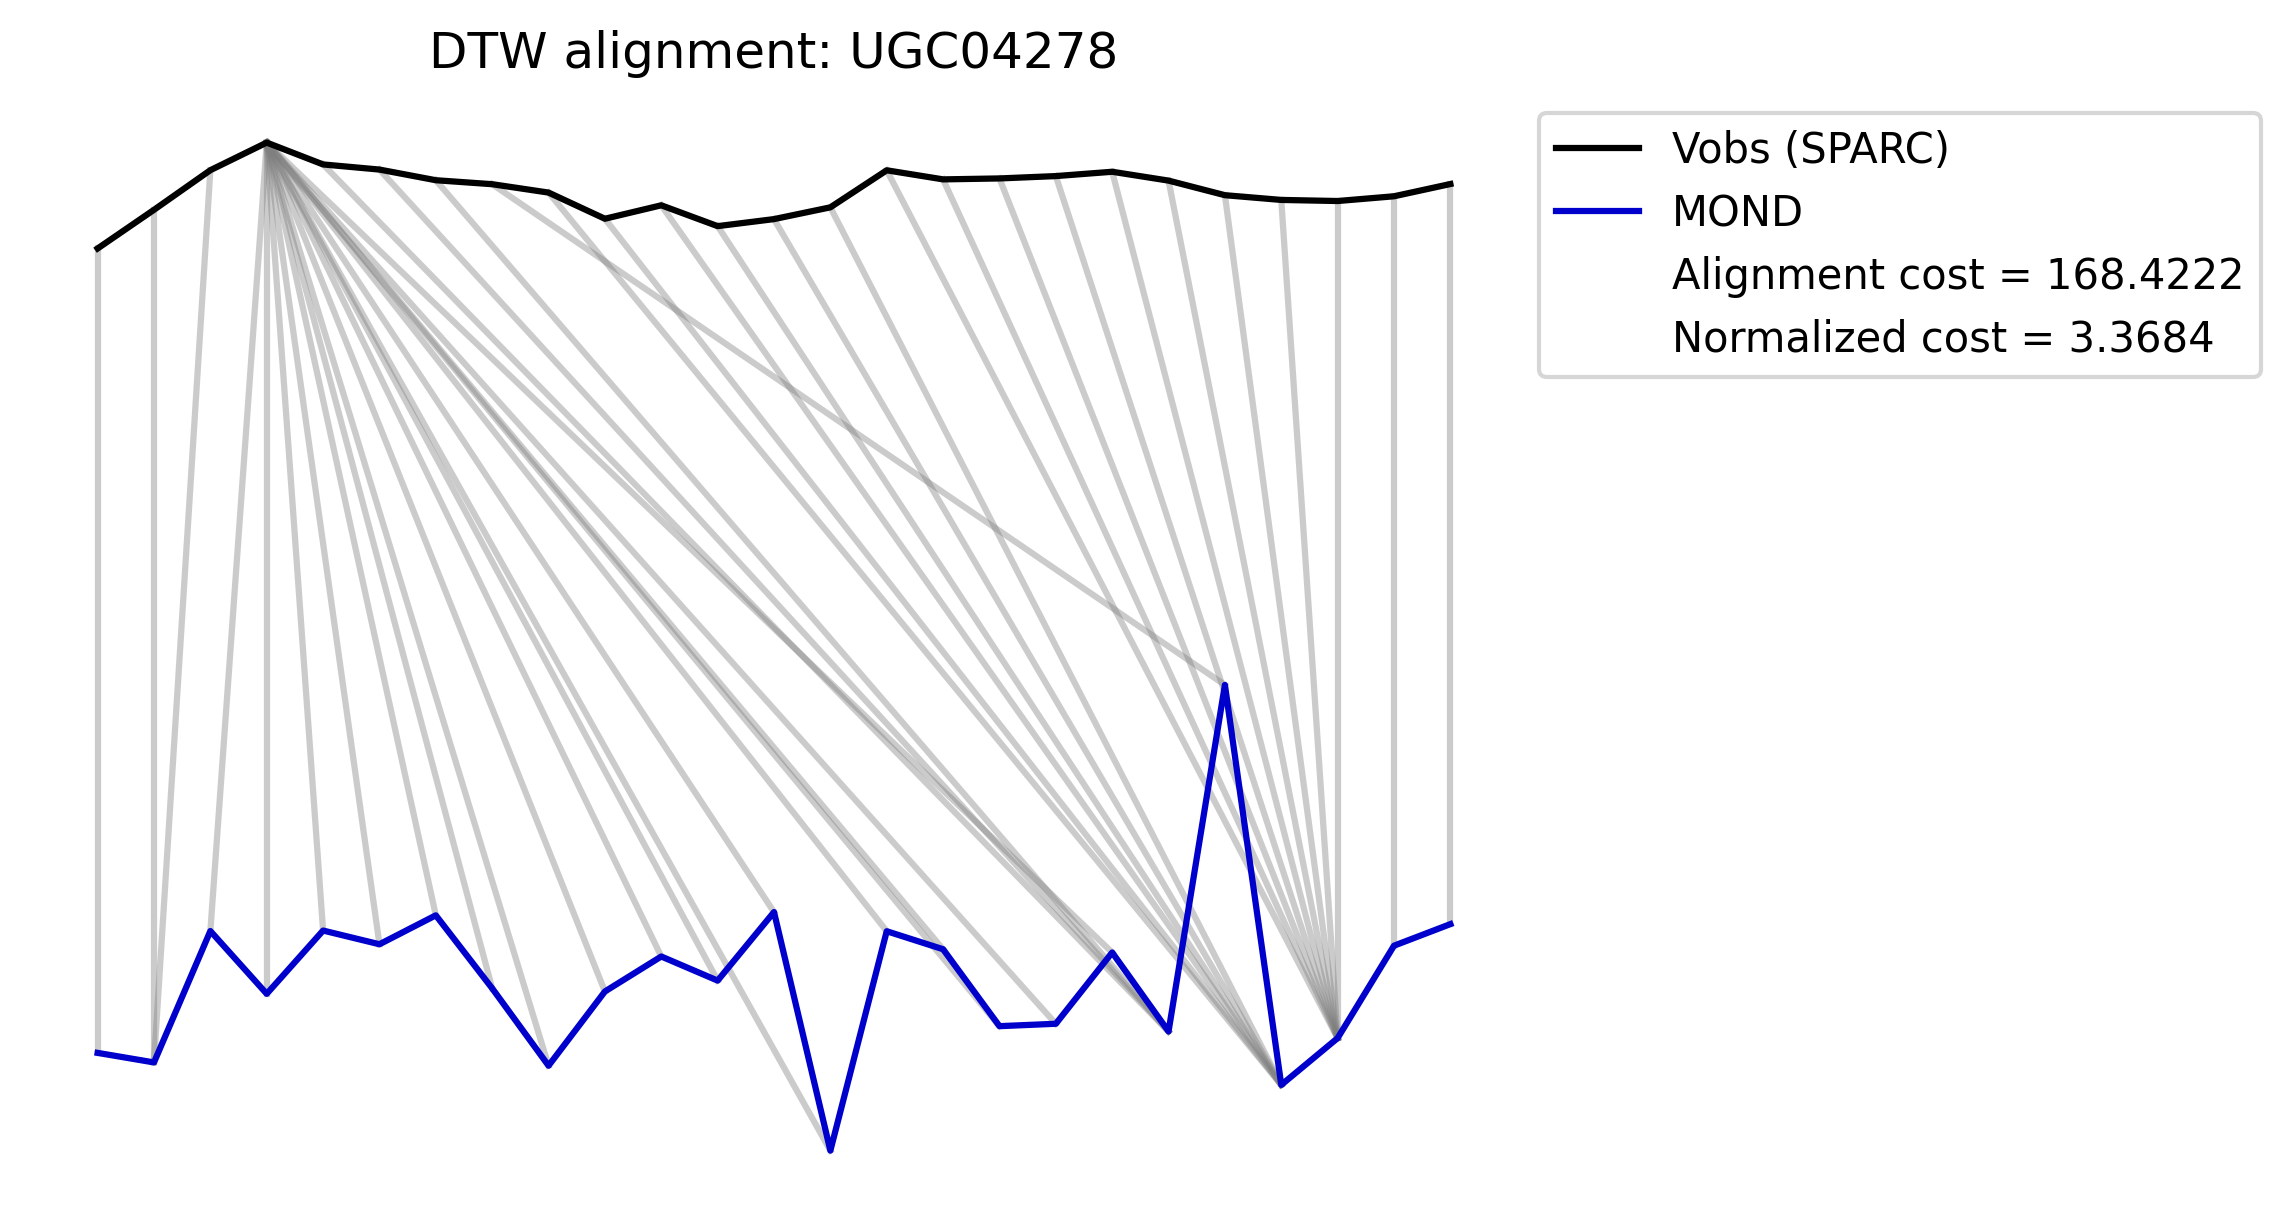 DTW alignment: UGC04278
Vobs (SPARC)
MOND
Alignment cost = 168.4222
Normalized cost = 3.3684